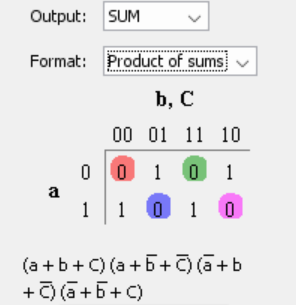 Output: SUM
Format: Product of sums
b, C
00 01 11 10
0 0 1 0 1
a
1 1 0 1 0
(a + b + C) (a + b̅ + C̅) (a̅ + b
+ C̅) (a̅ + b̅ + C)